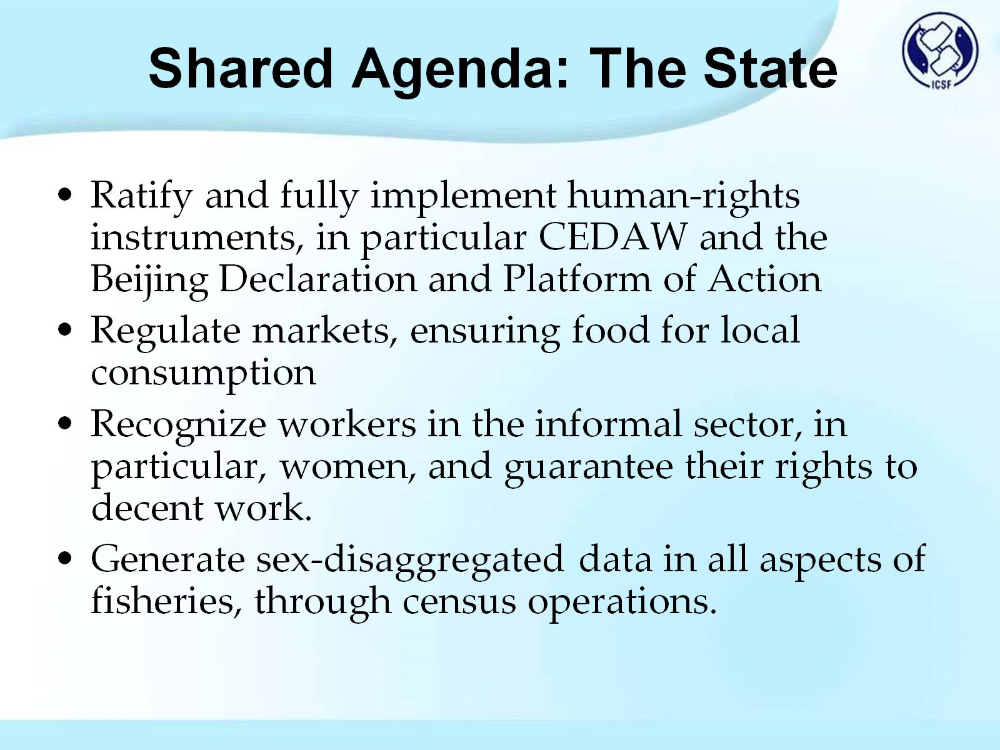 Shared Agenda: The State
ICSF
• Ratify and fully implement human-rights
instruments, in particular CEDAW and the
Beijing Declaration and Platform of Action
• Regulate markets, ensuring food for local
consumption
• Recognize workers in the informal sector, in
particular, women, and guarantee their rights to
decent work.
• Generate sex-disaggregated data in all aspects of
fisheries, through census operations.